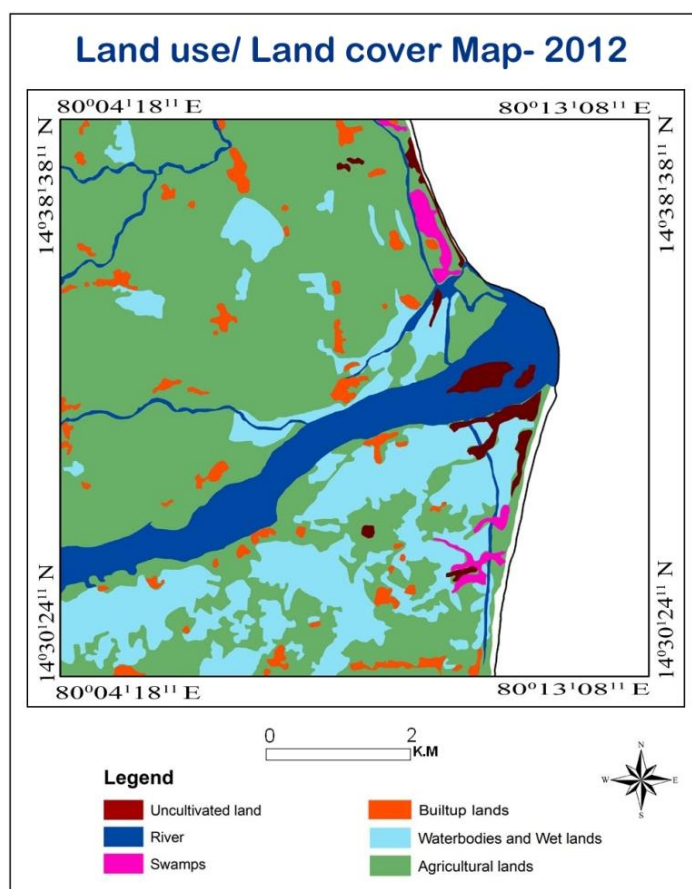 Land use/ Land cover Map- 2012
80⁰04¹18¹¹ E 80⁰13¹08¹¹ E
14⁰38¹38¹¹ N 14⁰38¹38¹¹ N
14⁰30¹24¹¹ N 14⁰30¹24¹¹ N
80⁰04¹18¹¹ E 80⁰13¹08¹¹ E
0 2
K.M
N
W E
S
Legend
Uncultivated land Builtup lands
River Waterbodies and Wet lands
Swamps Agricultural lands